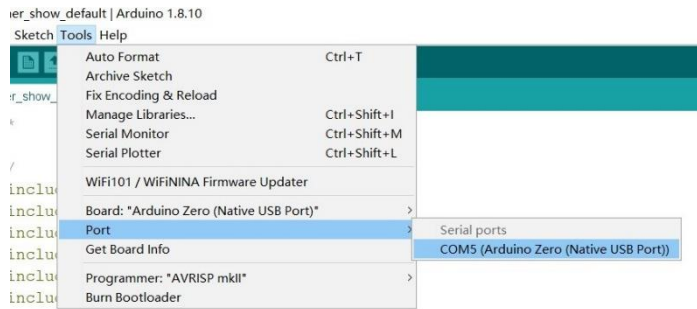 er_show_default | Arduino 1.8.10
Sketch Tools Help
er_show_
Auto Format Ctrl+T
Archive Sketch
Fix Encoding & Reload
Manage Libraries... Ctrl+Shift+I
Serial Monitor Ctrl+Shift+M
Serial Plotter Ctrl+Shift+L
WiFi101 / WiFiNINA Firmware Updater
Board: "Arduino Zero (Native USB Port)" >
Port >
Serial ports
COM5 (Arduino Zero (Native USB Port))
Get Board Info
Programmer: "AVRISP mkII" >
Burn Bootloader
*
/
inclu
inclu
inclu
inclu
inclu
inclu